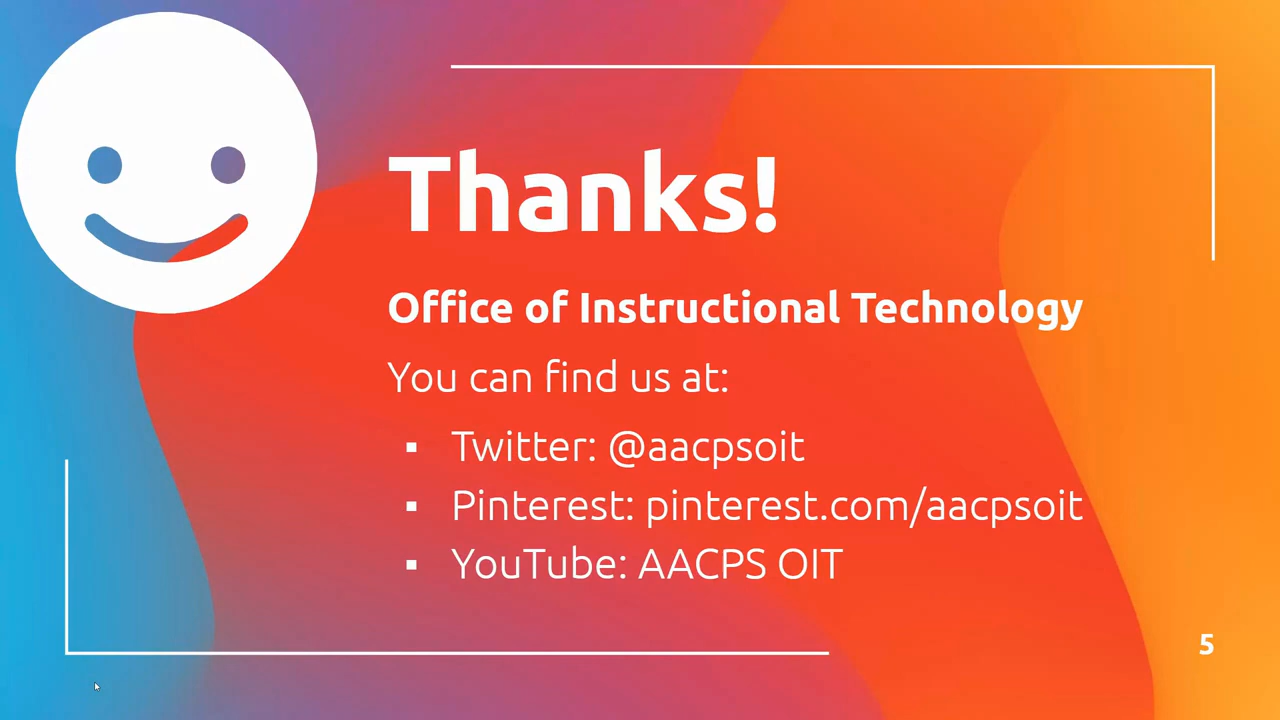 Thanks!
Office of Instructional Technology
You can find us at:
▪ Twitter: @aacpsoit
▪ Pinterest: pinterest.com/aacpsoit
▪ YouTube: AACPS OIT
5